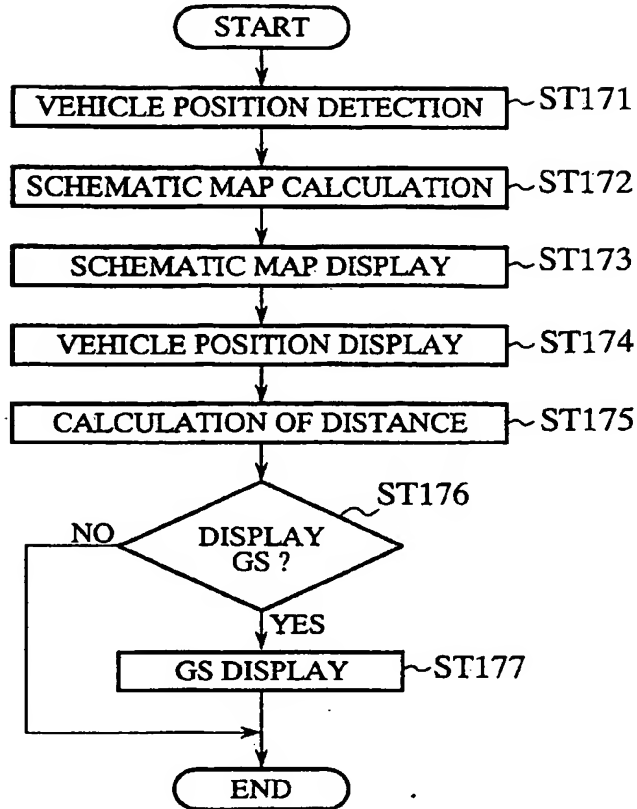 START
VEHICLE POSITION DETECTION
ST171
SCHEMATIC MAP CALCULATION
ST172
SCHEMATIC MAP DISPLAY
ST173
VEHICLE POSITION DISPLAY
ST174
CALCULATION OF DISTANCE
ST175
ST176
NO
DISPLAY
GS ?
YES
GS DISPLAY
ST177
END